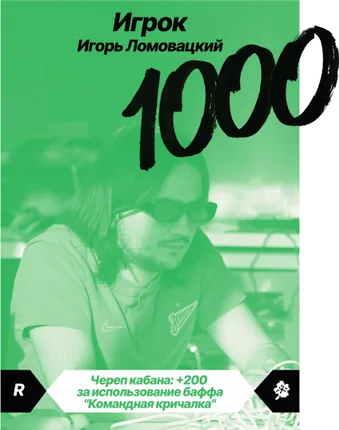 Игрок
Игорь Ломовацкий
1000
R
Череп кабана: +200
за использование баффа
"Командная кричалка"